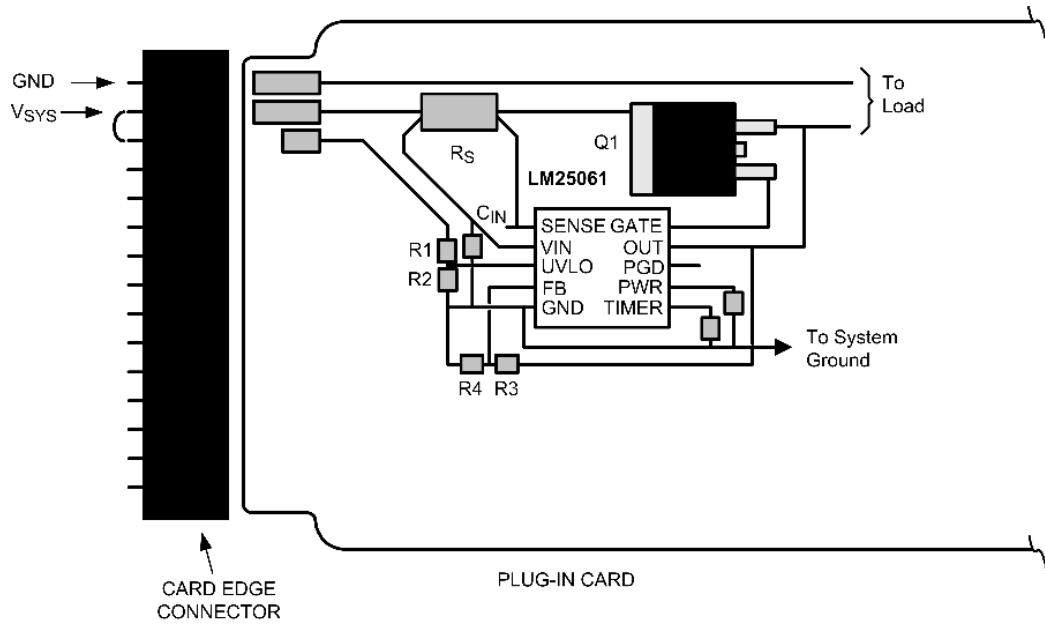 GND
VSYS
To
Load
Q1
RS
LM25061
CIN
SENSE GATE
VIN OUT
UVLO PGD
FB PWR
GND TIMER
R1
R2
To System
Ground
R4 R3
PLUG-IN CARD
CARD EDGE
CONNECTOR